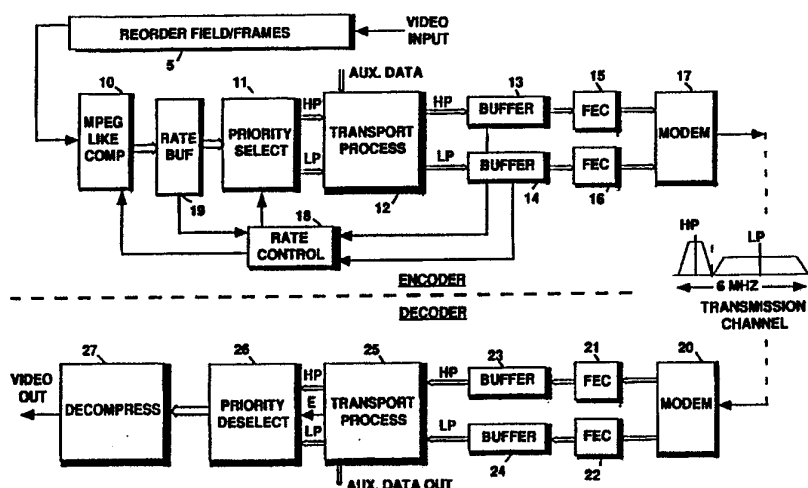 REORDER FIELD/FRAMES
VIDEO
INPUT
5
10
MPEG
LIKE
COMP
RATE
BUF
19
11
PRIORITY
SELECT
HP
LP
AUX. DATA
TRANSPORT
PROCESS
12
HP
LP
13
BUFFER
BUFFER
14
15
FEC
FEC
16
17
MODEM
18
RATE
CONTROL
ENCODER
DECODER
HP
LP
6 MHZ
TRANSMISSION
CHANNEL
VIDEO
OUT
27
DECOMPRESS
26
PRIORITY
DESELECT
HP
E
LP
25
TRANSPORT
PROCESS
AUX. DATA OUT
HP
LP
23
BUFFER
BUFFER
24
21
FEC
FEC
22
20
MODEM